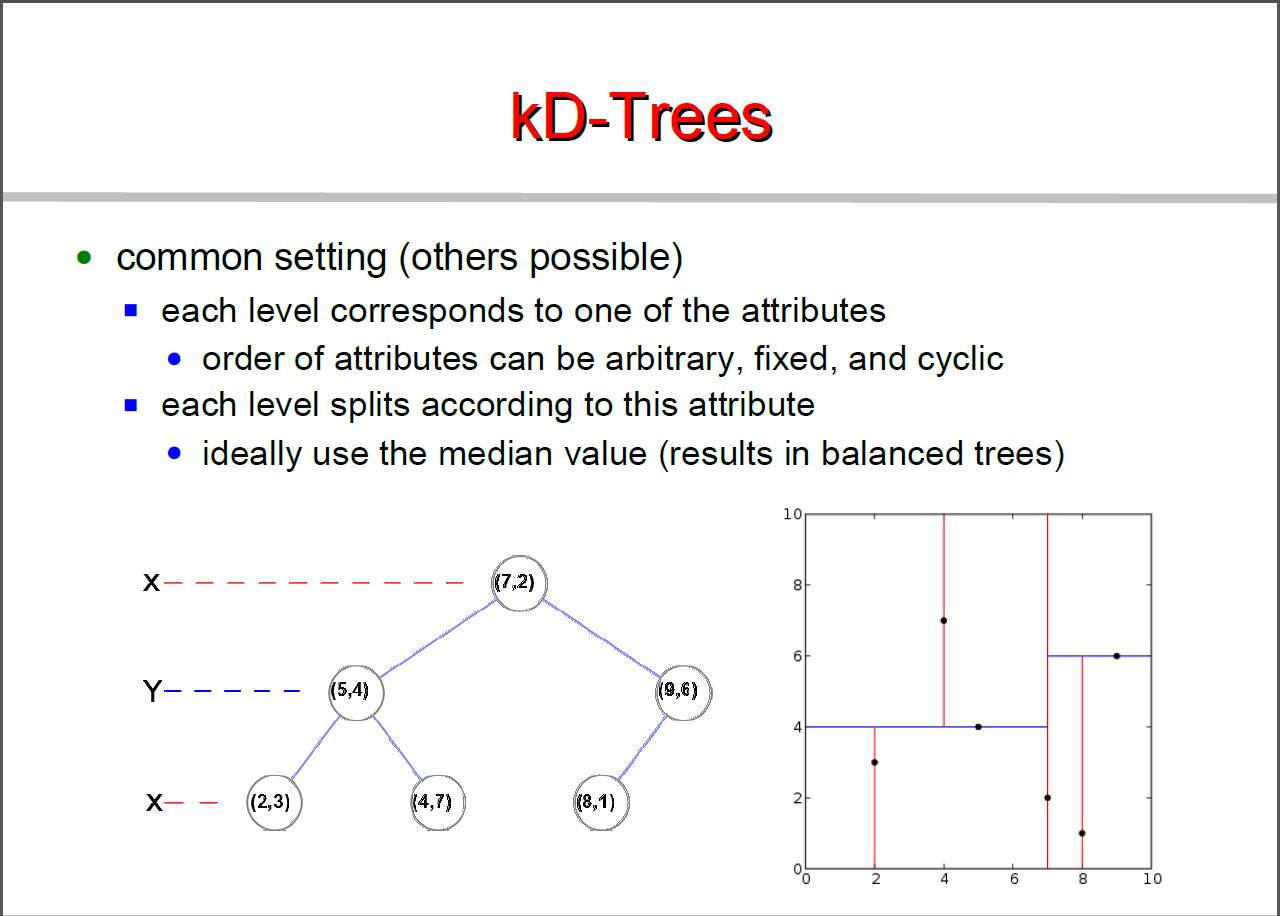 kD-Trees
common setting (others possible)
each level corresponds to one of the attributes
order of attributes can be arbitrary, fixed, and cyclic
each level splits according to this attribute
ideally use the median value (results in balanced trees)
X (7,2)
Y (5,4) (9,6)
X (2,3) (4,7) (8,1)
10
8
6
4
2
0
0 2 4 6 8 10